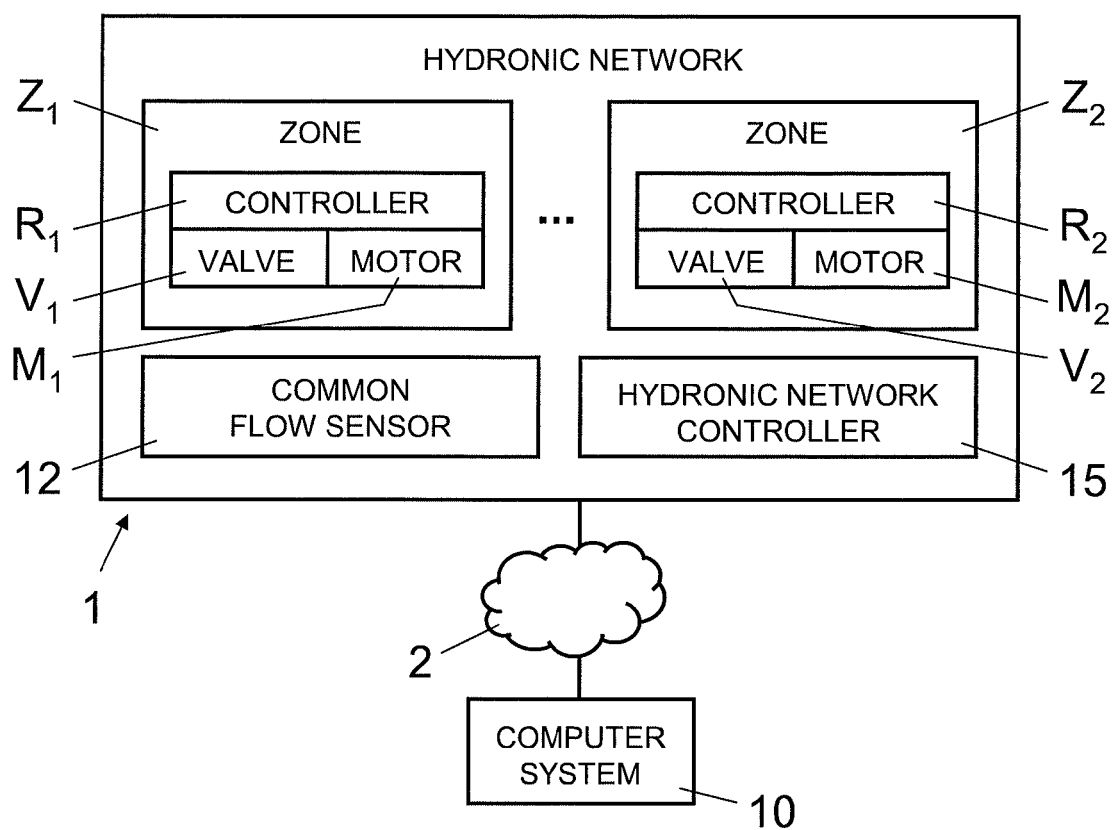 HYDRONIC NETWORK
Z1
Z2
ZONE
ZONE
CONTROLLER
...
CONTROLLER
R1
R2
VALVE
MOTOR
VALVE
MOTOR
V1
M2
M1
V2
COMMON
FLOW SENSOR
HYDRONIC NETWORK
CONTROLLER
12
15
1
2
COMPUTER
SYSTEM
10